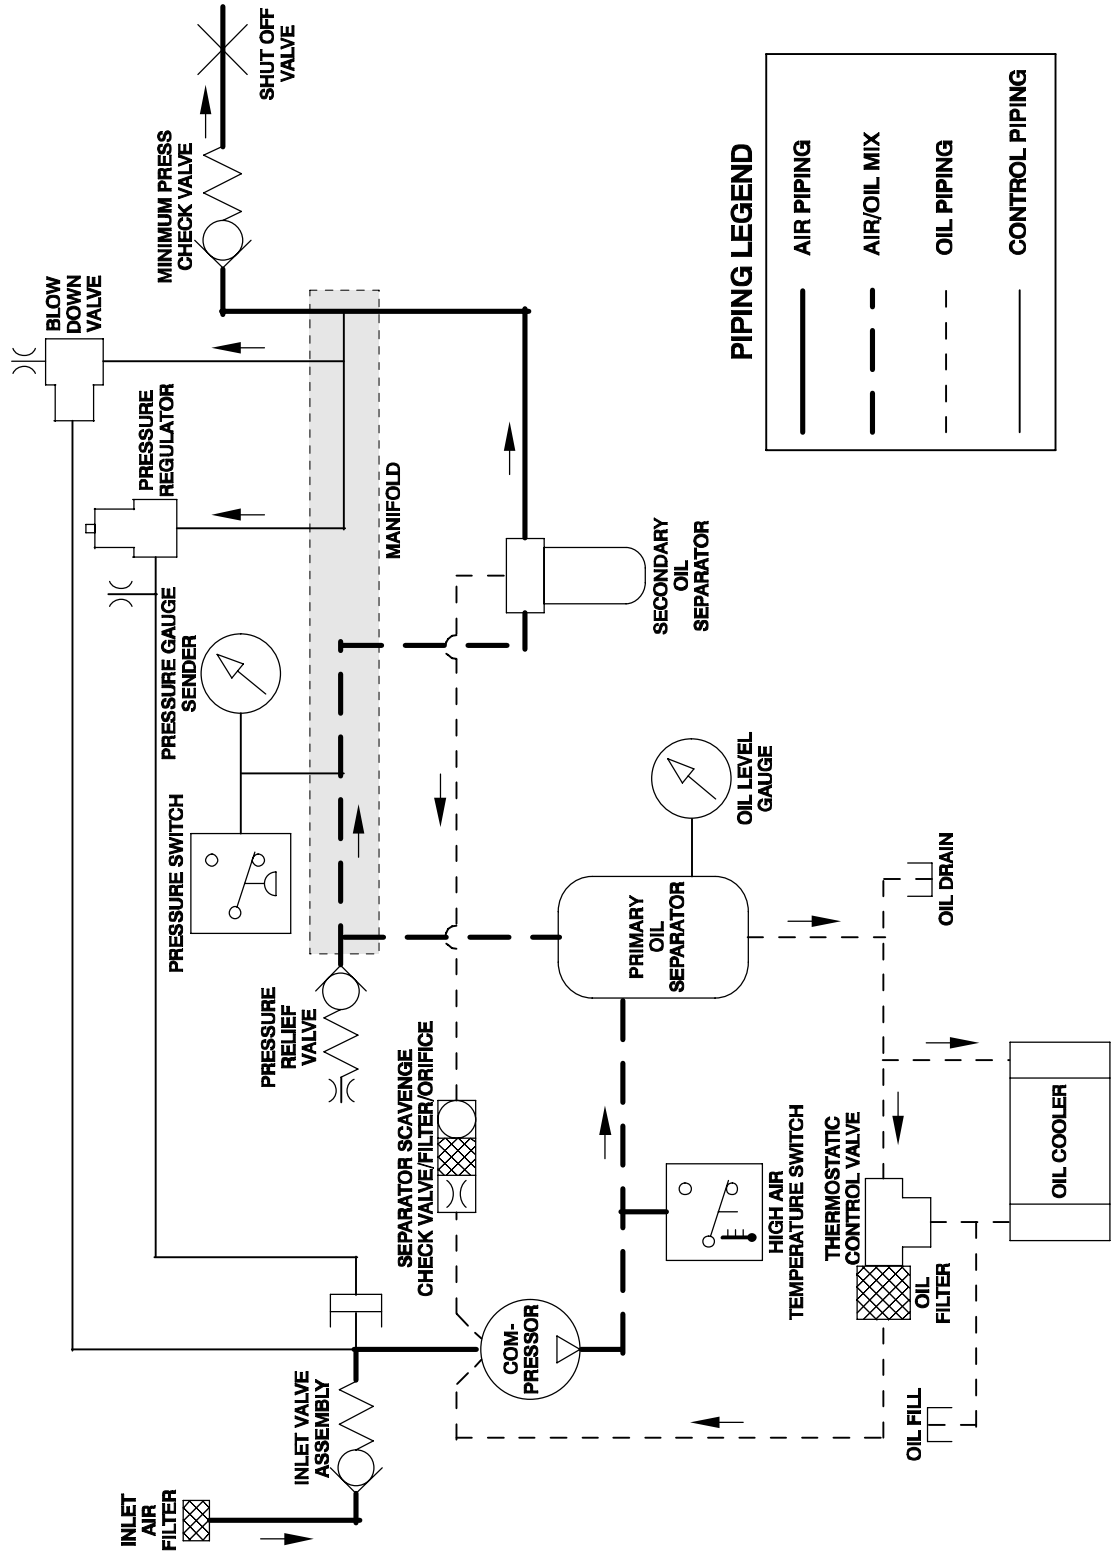 INLET
AIR
FILTER
INLET VALVE
ASSEMBLY
PRESSURE
RELIEF
VALVE
PRESSURE SWITCH
PRESSURE GAUGE
SENDER
PRESSURE
REGULATOR
BLOW
DOWN
VALVE
MINIMUM PRESS
CHECK VALVE
SHUT OFF
VALVE
MANIFOLD
SEPARATOR SCAVENGE
CHECK VALVE/FILTER/ORIFICE
COM-
PRESSOR
PRIMARY
OIL
SEPARATOR
SECONDARY
OIL
SEPARATOR
OIL LEVEL
GAUGE
HIGH AIR
TEMPERATURE SWITCH
THERMOSTATIC
CONTROL VALVE
OIL
FILTER
OIL FILL
OIL COOLER
OIL DRAIN
PIPING LEGEND
AIR PIPING
AIR/OIL MIX
OIL PIPING
CONTROL PIPING